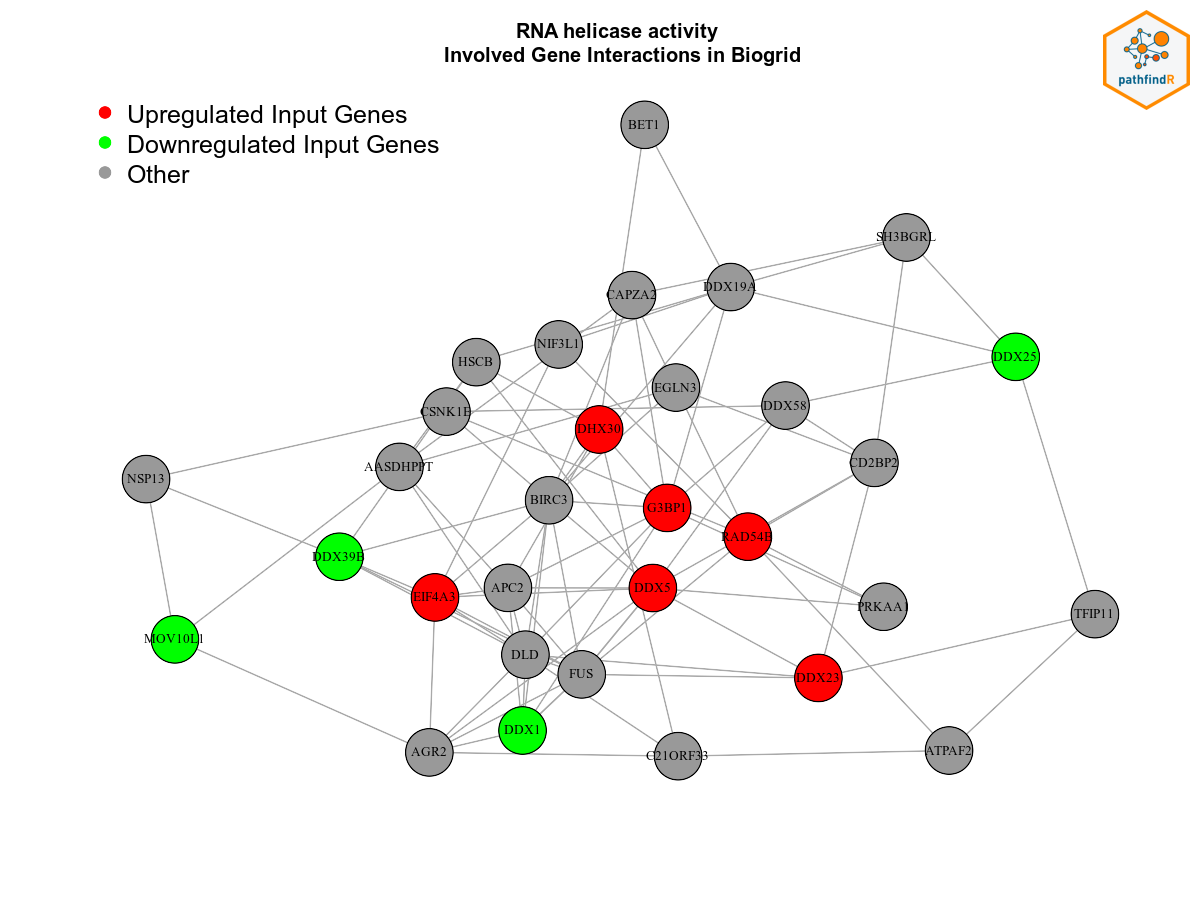 RNA helicase activity
Involved Gene Interactions in Biogrid
pathfindR
Upregulated Input Genes
Downregulated Input Genes
Other
BET1
SH3BGRL
DDX19A
CAPZA2
NIF3L1
DDX25
HSCB
EGLN3
CSNK1E
DDX58
DHX30
AASDHPPT
CD2BP2
NSP13
BIRC3
G3BP1
RAD54B
DDX39B
APC2
DDX5
EIF4A3
PRKAA1
TFIP11
MOV10L1
DLD
FUS
DDX23
DDX1
AGR2
C21ORF33
ATPAF2